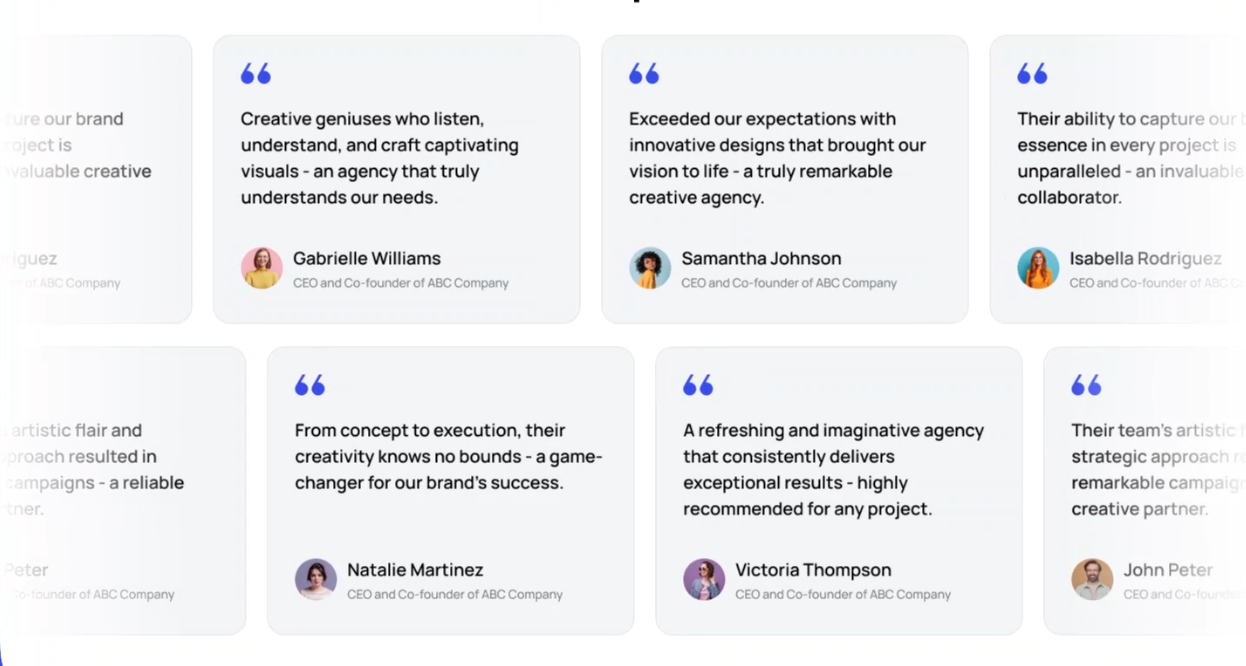 ture our brand
roject is
valuable creative
riguez
of ABC Company
Creative geniuses who listen,
understand, and craft captivating
visuals - an agency that truly
understands our needs.
Gabrielle Williams
CEO and Co-founder of ABC Company
Exceeded our expectations with
innovative designs that brought our
vision to life - a truly remarkable
creative agency.
Samantha Johnson
CEO and Co-founder of ABC Company
Their ability to capture our
essence in every project is
unparalleled - an invaluable
collaborator.
Isabella Rodriguez
CEO and Co-founder of ABC
artistic flair and
proach resulted in
campaigns - a reliable
tner.
Peter
Co-founder of ABC Company
From concept to execution, their
creativity knows no bounds - a game-
changer for our brand's success.
Natalie Martinez
CEO and Co-founder of ABC Company
A refreshing and imaginative agency
that consistently delivers
exceptional results - highly
recommended for any project.
Victoria Thompson
CEO and Co-founder of ABC Company
Their team's artistic
strategic approach
remarkable campaig
creative partner.
John Peter
CEO and Co-founde